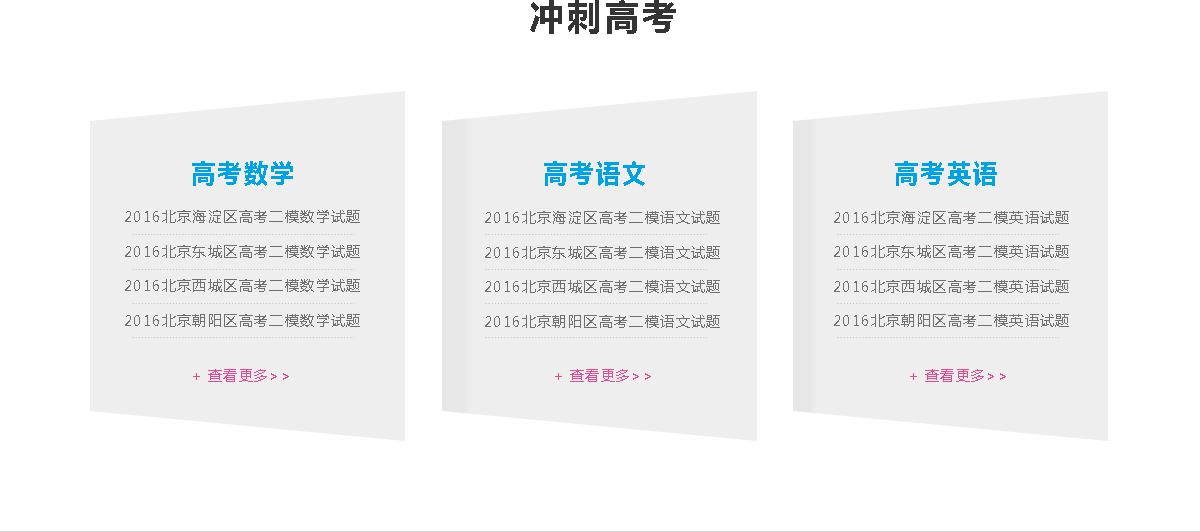 冲刺高考
高考数学
2016北京海淀区高考二模数学试题
2016北京东城区高考二模数学试题
2016北京西城区高考二模数学试题
2016北京朝阳区高考二模数学试题
+ 查看更多>>
高考语文
2016北京海淀区高考二模语文试题
2016北京东城区高考二模语文试题
2016北京西城区高考二模语文试题
2016北京朝阳区高考二模语文试题
+ 查看更多>>
高考英语
2016北京海淀区高考二模英语试题
2016北京东城区高考二模英语试题
2016北京西城区高考二模英语试题
2016北京朝阳区高考二模英语试题
+ 查看更多>>